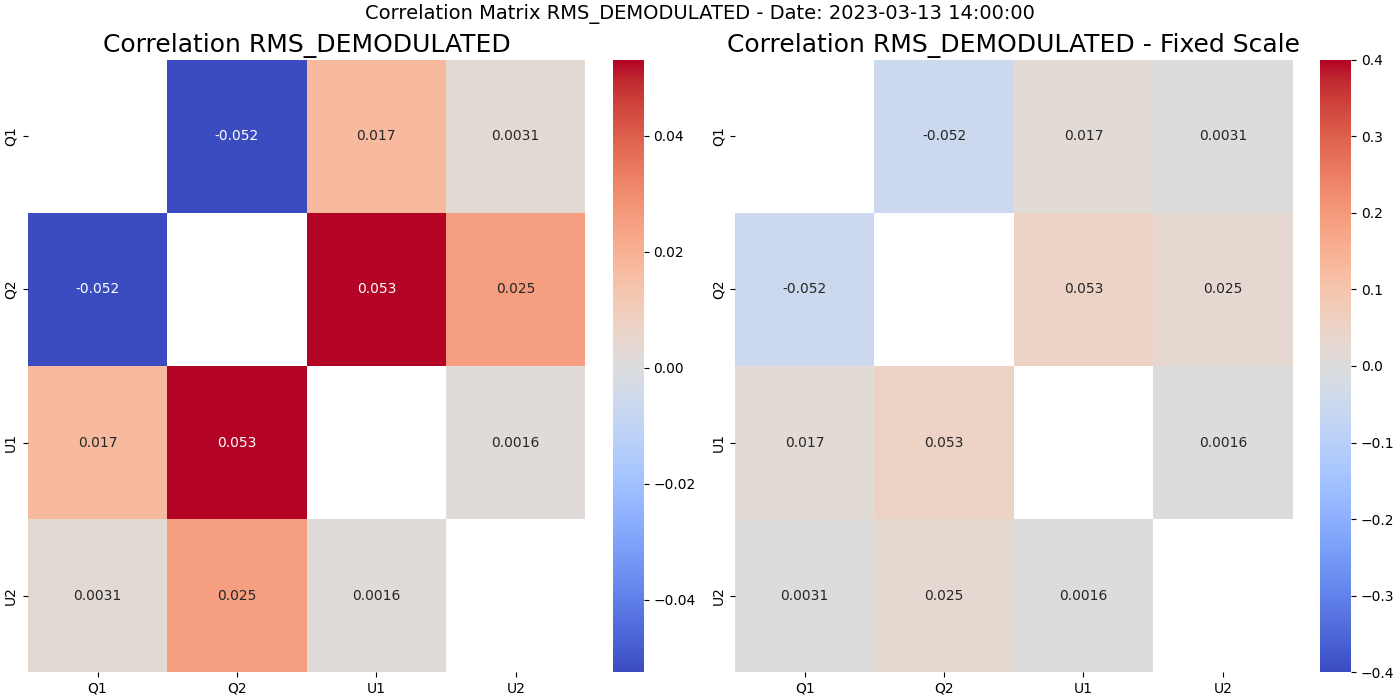 Correlation Matrix RMS_DEMODULATED - Date: 2023-03-13 14:00:00
Correlation RMS_DEMODULATED
Q1
-0.052
0.017
0.0031
Q2
-0.052
0.053
0.025
U1
0.017
0.053
0.0016
U2
0.0031
0.025
0.0016
Q1 Q2 U1 U2
0.04
0.02
0.00
−0.02
−0.04
Correlation RMS_DEMODULATED - Fixed Scale
Q1
-0.052
0.017
0.0031
Q2
-0.052
0.053
0.025
U1
0.017
0.053
0.0016
U2
0.0031
0.025
0.0016
Q1 Q2 U1 U2
0.4
0.3
0.2
0.1
0.0
−0.1
−0.2
−0.3
−0.4